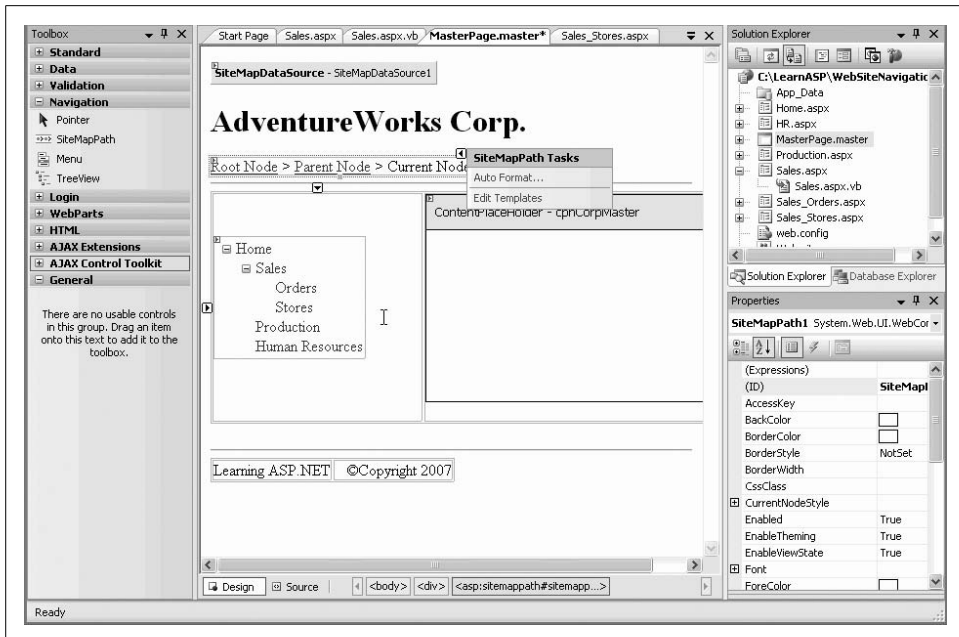 Toolbox
Standard
Data
Validation
Navigation
Pointer
SiteMapPath
Menu
TreeView
Login
WebParts
HTML
AJAX Extensions
AJAX Control Toolkit
General
There are no usable controls
in this group. Drag an item
onto this text to add it to the
toolbox.
Start Page
Sales.aspx
Sales.aspx.vb
MasterPage.master*
Sales_Stores.aspx
SiteMapDataSource - SiteMapDataSource1
AdventureWorks Corp.
Root Node > Parent Node > Current Node
SiteMapPath Tasks
Auto Format...
Edit Templates
ContentPlaceHolder - cphCorpMaster
Home
Sales
Orders
Stores
Production
Human Resources
Learning ASP.NET ©Copyright 2007
Design
Source
<body>
<div>
<asp:sitemappath#sitemapp...>
Solution Explorer
C:\LearnASP\WebSiteNavigatic
App_Data
Home.aspx
HR.aspx
MasterPage.master
Production.aspx
Sales.aspx
Sales.aspx.vb
Sales_Orders.aspx
Sales_Stores.aspx
web.config
Solution Explorer
Database Explorer
Properties
SiteMapPath1 System.Web.UI.WebCor
(Expressions)
(ID) SiteMapl
AccessKey
BackColor
BorderColor
BorderStyle NotSet
BorderWidth
CssClass
CurrentNodeStyle
Enabled True
EnableTheming True
EnableViewState True
Font
ForeColor
Ready